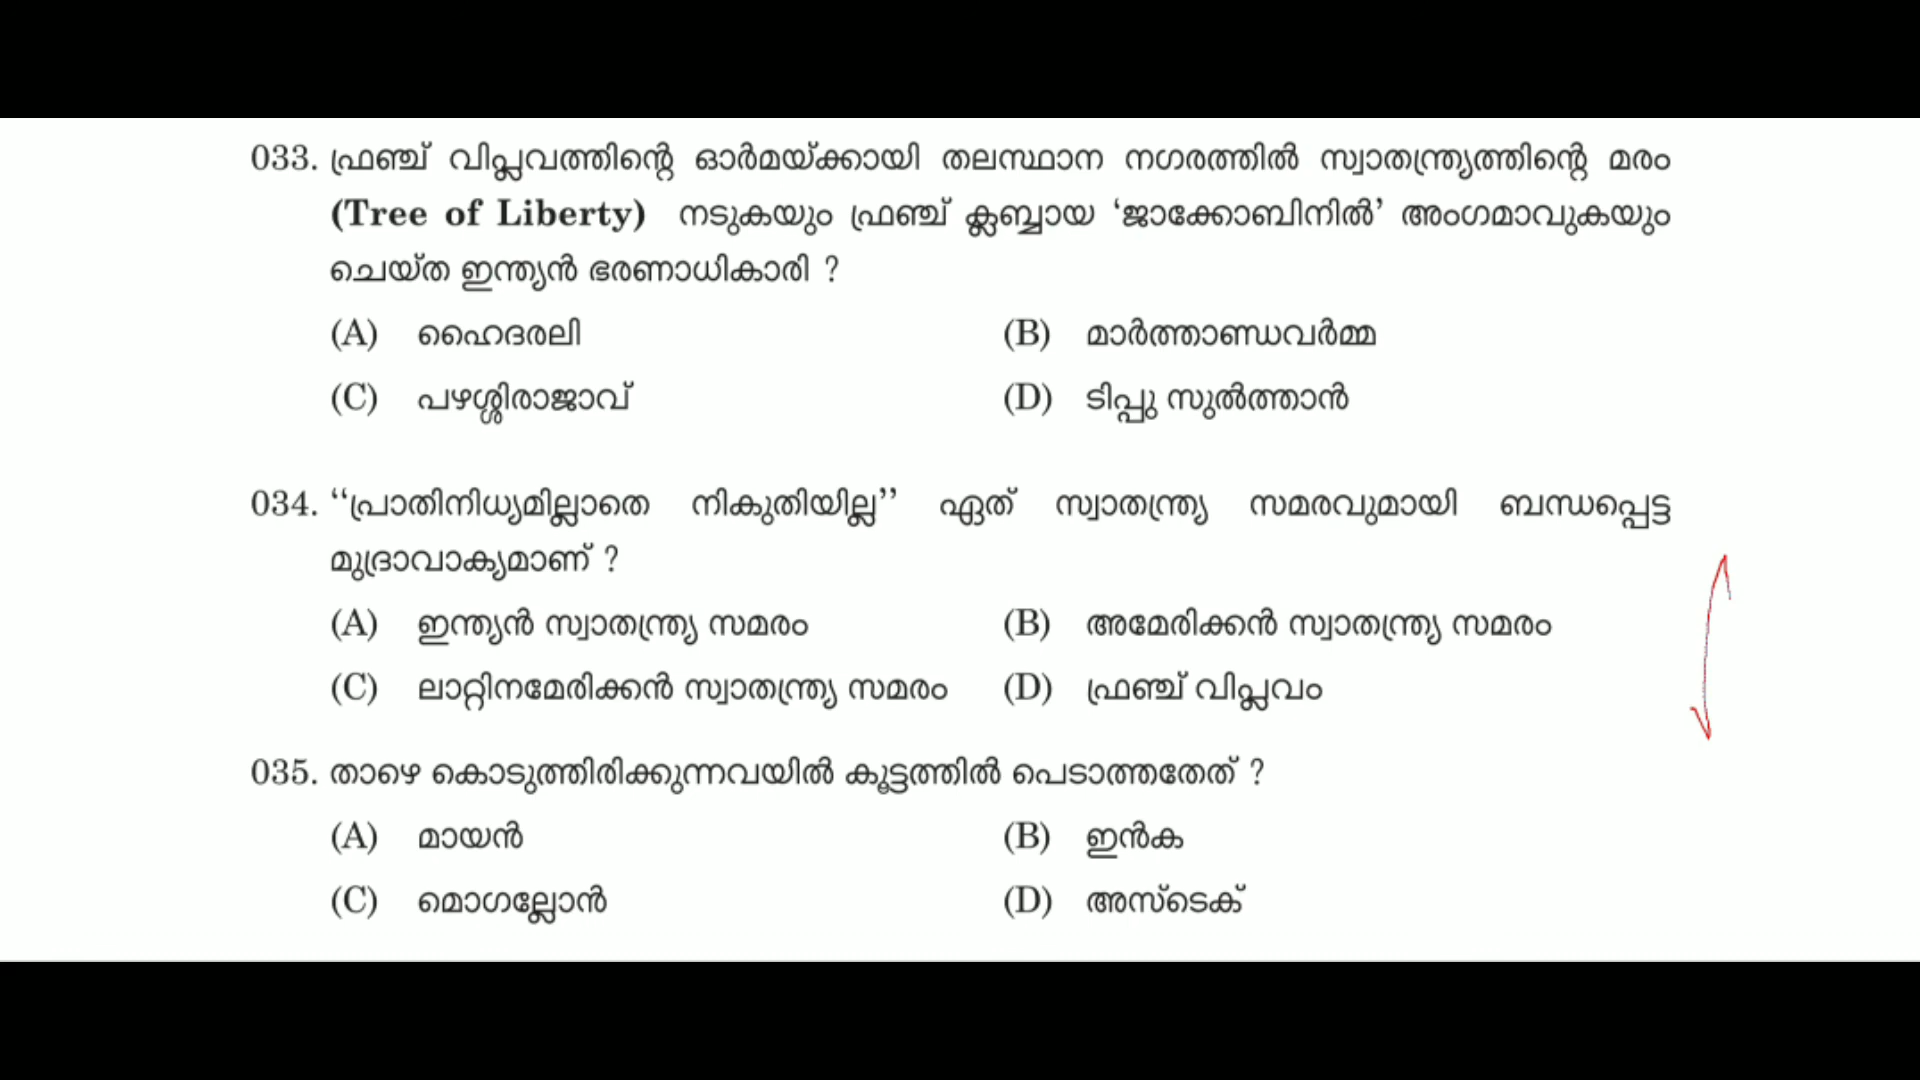 033. ഫ്രഞ്ച് വിപ്ലവത്തിന്റെ ഓർമയ്ക്കായി തലസ്ഥാന നഗരത്തിൽ സ്വാതന്ത്ര്യത്തിന്റെ മരം
(Tree of Liberty) നടുകയും ഫ്രഞ്ച് ക്ലബ്ബായ ‘ജാക്കോബിനിൽ’ അംഗമാവുകയും
ചെയ്ത ഇന്ത്യൻ ഭരണാധികാരി ?
(A) ഹൈദരലി (B) മാർത്താണ്ഡവർമ്മ
(C) പഴശ്ശിരാജാവ് (D) ടിപ്പു സുൽത്താൻ
034. ‘‘പ്രാതിനിധ്യമില്ലാതെ നികുതിയില്ല’’ ഏത് സ്വാതന്ത്ര്യ സമരവുമായി ബന്ധപ്പെട്ട
മുദ്രാവാക്യമാണ് ?
(A) ഇന്ത്യൻ സ്വാതന്ത്ര്യ സമരം (B) അമേരിക്കൻ സ്വാതന്ത്ര്യ സമരം
(C) ലാറ്റിനമേരിക്കൻ സ്വാതന്ത്ര്യ സമരം (D) ഫ്രഞ്ച് വിപ്ലവം
035. താഴെ കൊടുത്തിരിക്കുന്നവയിൽ കൂട്ടത്തിൽ പെടാത്തതേത് ?
(A) മായൻ (B) ഇൻക
(C) മൊഗല്ലോൻ (D) അസ്ടെക്